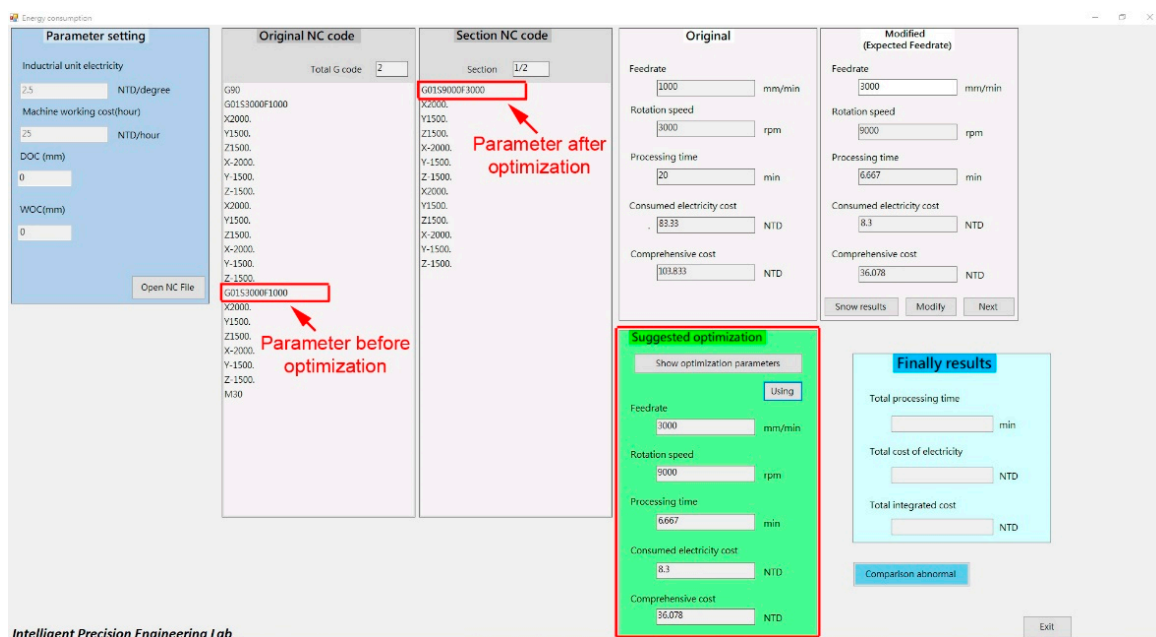 Energy consumption
Parameter setting
Industrial unit electricity
2.5 NTD/degree
Machine working cost(hour)
25 NTD/hour
DOC (mm)
0
WOC(mm)
0
Open NC File
Original NC code
Total G code 2
G90
G01S3000F1000
X2000.
Y1500.
Z1500.
X-2000.
Y-1500.
Z-1500.
X2000.
Y1500.
Z1500.
X-2000.
Y-1500.
Z-1500.
G01S3000F1000
X2000.
Y1500.
Z1500.
X-2000.
Y-1500.
Z-1500.
M30
Parameter before
optimization
Section NC code
Section 1/2
G01S9000F3000
X2000.
Y1500.
Z1500.
X-2000.
Y-1500.
Z-1500.
X2000.
Y1500.
Z1500.
X-2000.
Y-1500.
Z-1500.
Parameter after
optimization
Original
Feedrate
1000 mm/min
Rotation speed
3000 rpm
Processing time
20 min
Consumed electricity cost
83.33 NTD
Comprehensive cost
103.833 NTD
Modified
(Expected Feedrate)
Feedrate
3000 mm/min
Rotation speed
9000 rpm
Processing time
6.667 min
Consumed electricity cost
8.3 NTD
Comprehensive cost
36.078 NTD
Snow results Modify Next
Suggested optimization
Show optimization parameters
Using
Feedrate
3000 mm/min
Rotation speed
9000 rpm
Processing time
6.667 min
Consumed electricity cost
8.3 NTD
Comprehensive cost
36.078 NTD
Finally results
Total processing time
min
Total cost of electricity
NTD
Total integrated cost
NTD
Comparison abnormal
Exit
Intelligent Precision Engineering Lab